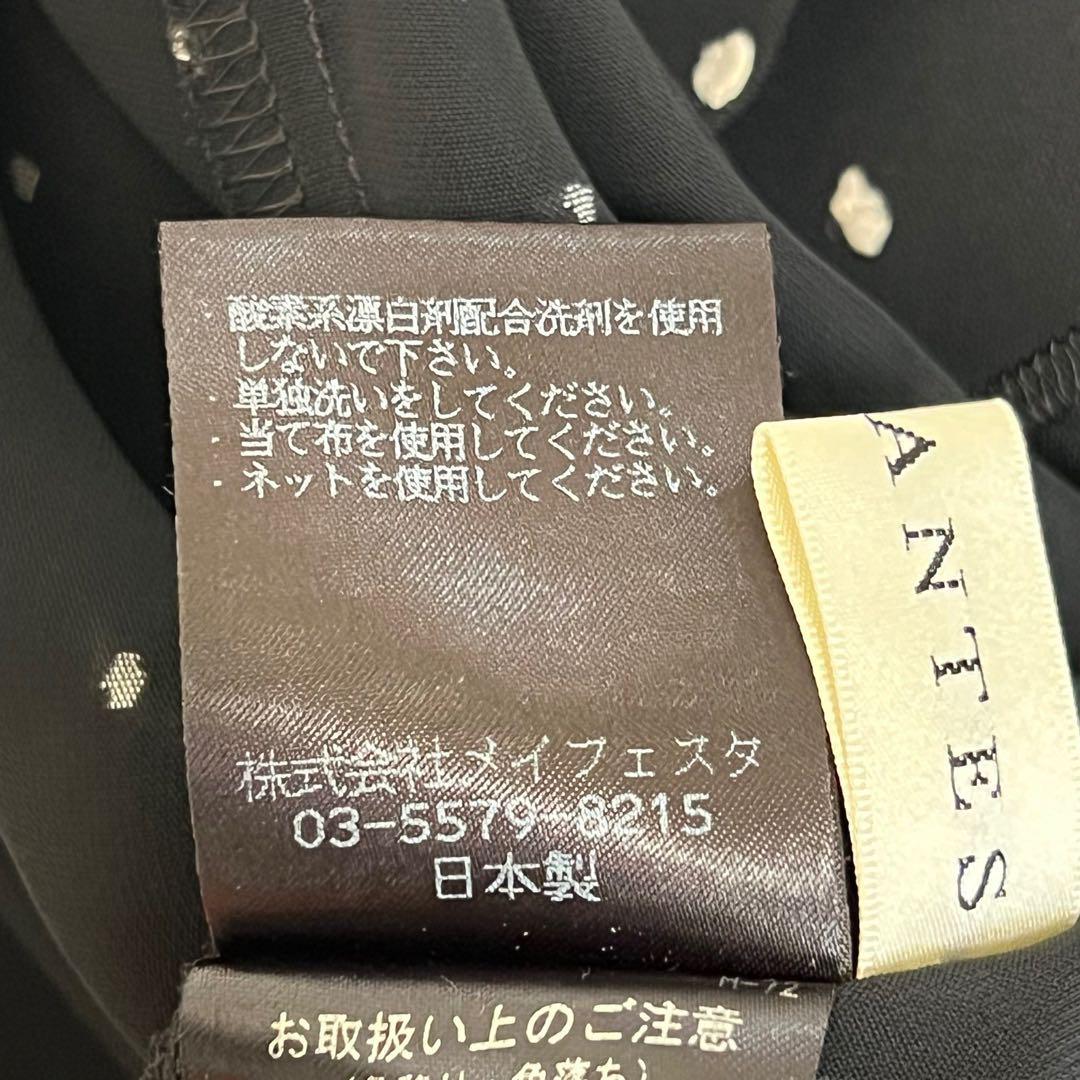 酸素系漂白剤配合洗剤を使用
しないで下さい。
単独洗いをしてください。
・当て布を使用してください。
・ネットを使用してください。
株式会社メイフェスタ
03-5579-8215
日本製
ANTES
M-72
お取扱い上のご注意
色落ち)